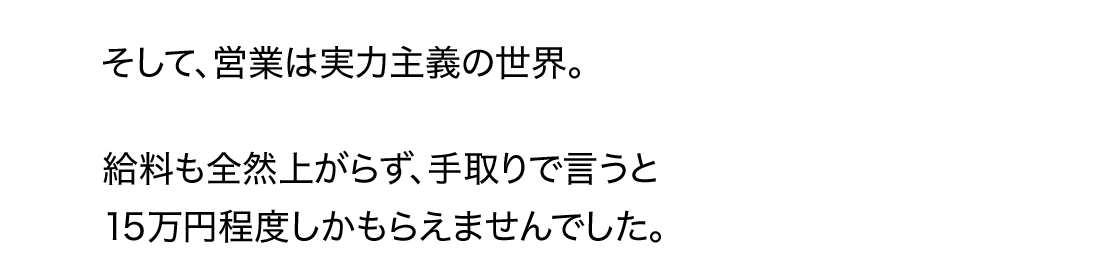 そして、営業は実力主義の世界。
給料も全然上がらず、手取りで言うと
15万円程度しかもらえませんでした。